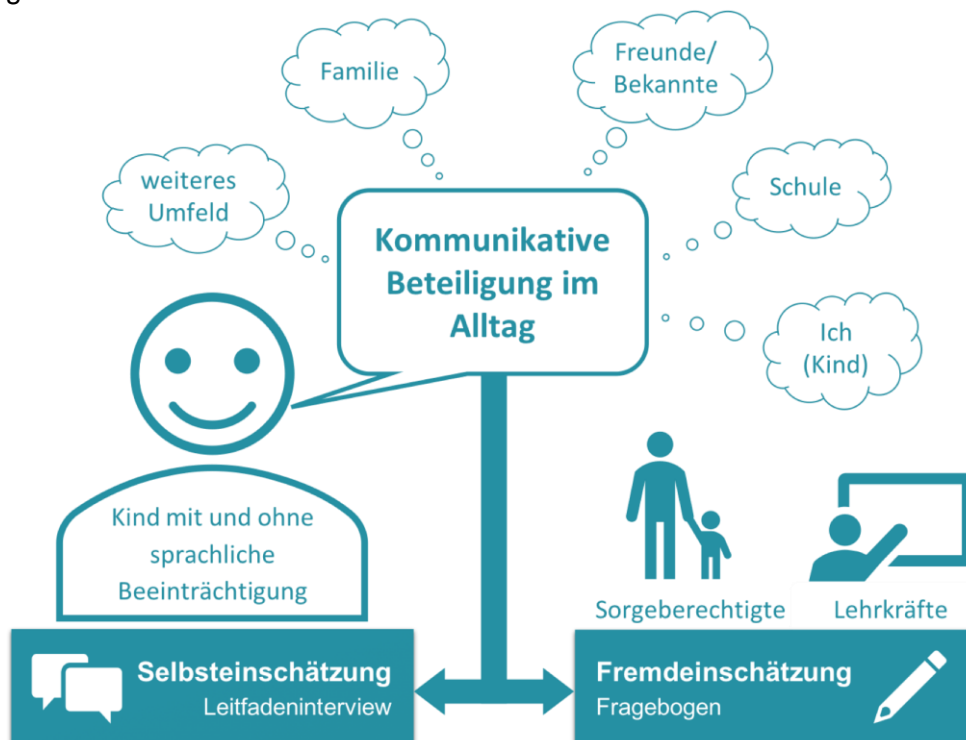 g
Familie
Freunde/
Bekannte
weiteres
Umfeld
Schule
Kommunikative
Beteiligung im
Alltag
Ich
(Kind)
Kind mit und ohne
sprachliche
Beeinträchtigung
Sorgeberechtigte
Lehrkräfte
Selbsteinschätzung
Leitfadeninterview
Fremdeinschätzung
Fragebogen